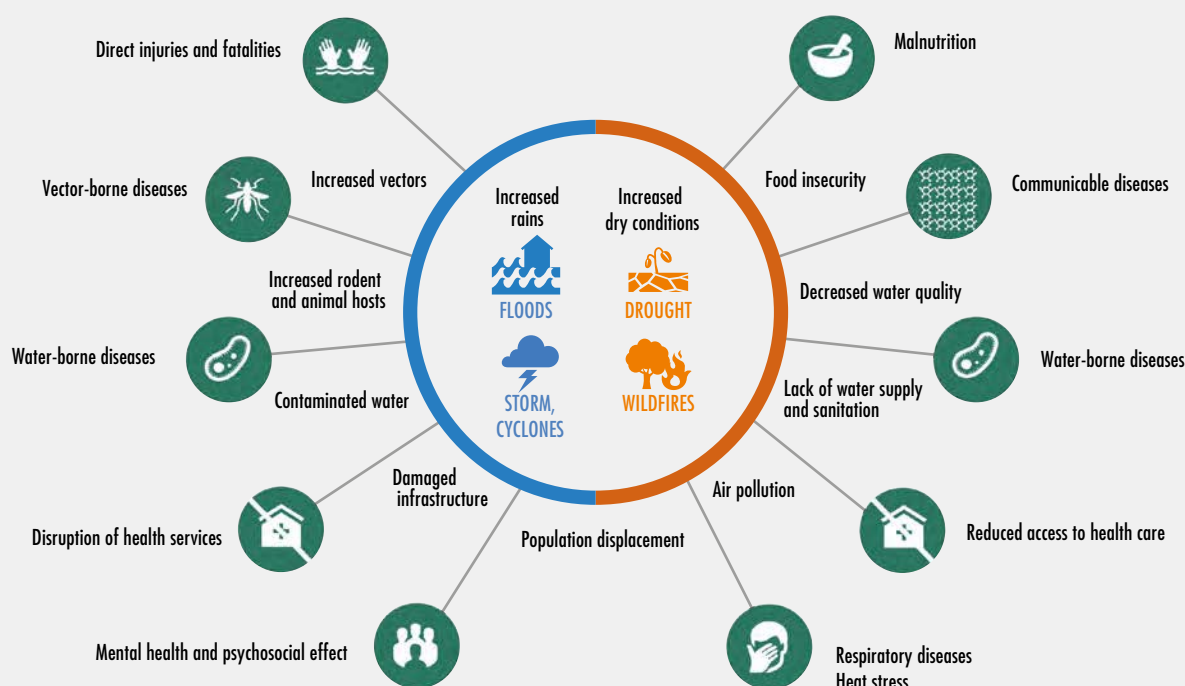 Direct injuries and fatalities
Malnutrition
Vector-borne diseases
Increased vectors
Increased
rains
Increased
dry conditions
Food insecurity
Communicable diseases
Increased rodent
and animal hosts
FLOODS
DROUGHT
Decreased water quality
Water-borne diseases
Contaminated water
STORM,
CYCLONES
WILDFIRES
Lack of water supply
and sanitation
Water-borne diseases
Damaged
infrastructure
Air pollution
Disruption of health services
Population displacement
Reduced access to health care
Mental health and psychosocial effect
Respiratory diseases
Heat stress